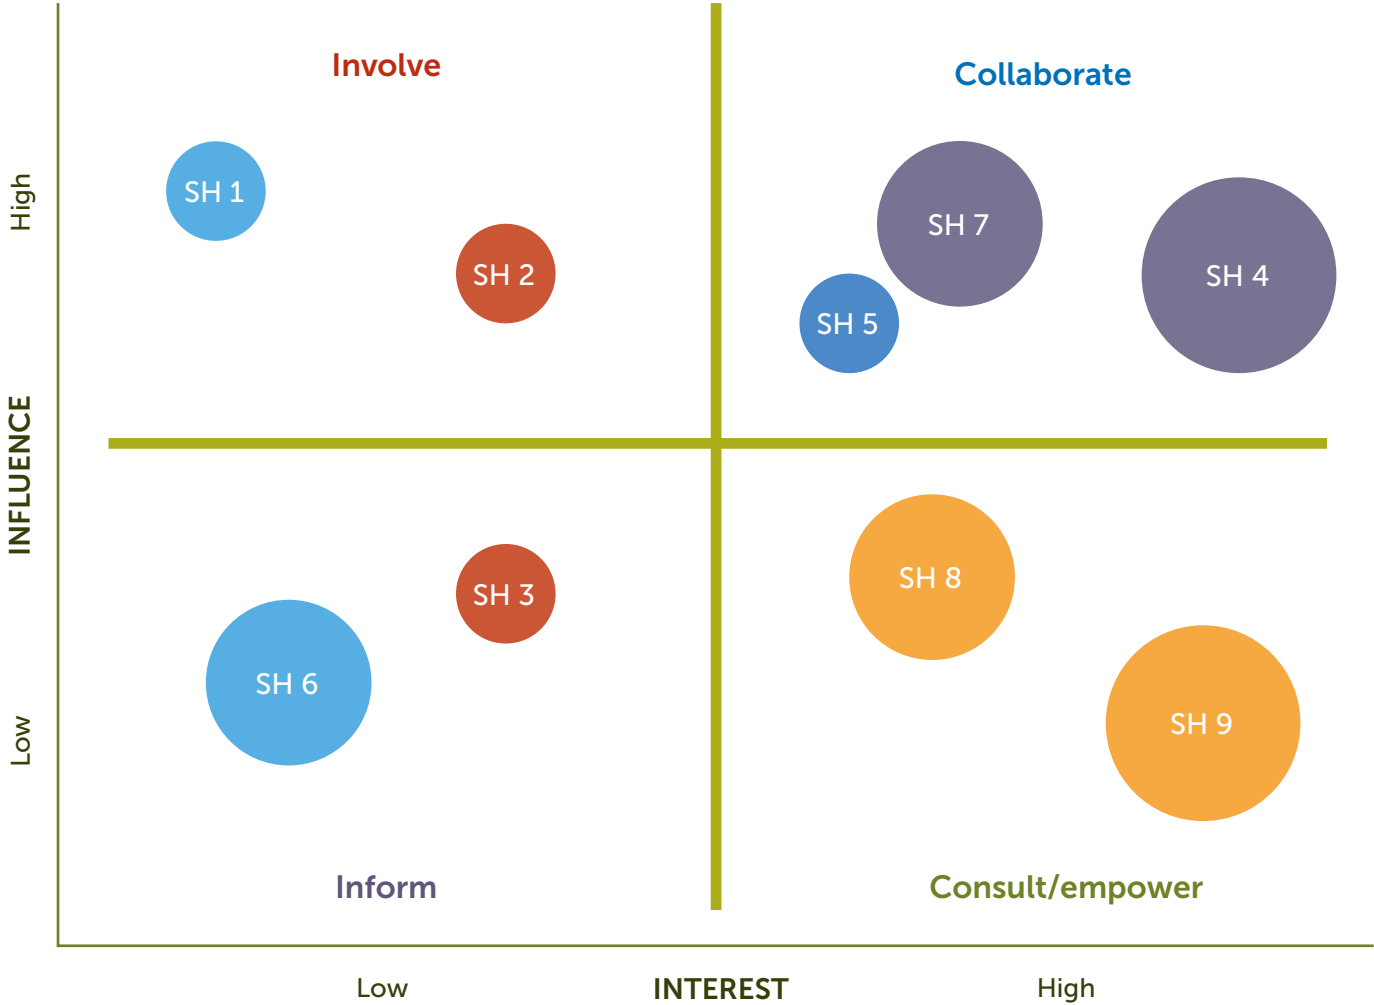 Involve
Collaborate
High
SH 1
SH 2
SH 7
SH 4
SH 5
INFLUENCE
SH 3
SH 8
SH 6
SH 9
Low
Inform
Consult/empower
Low
INTEREST
High